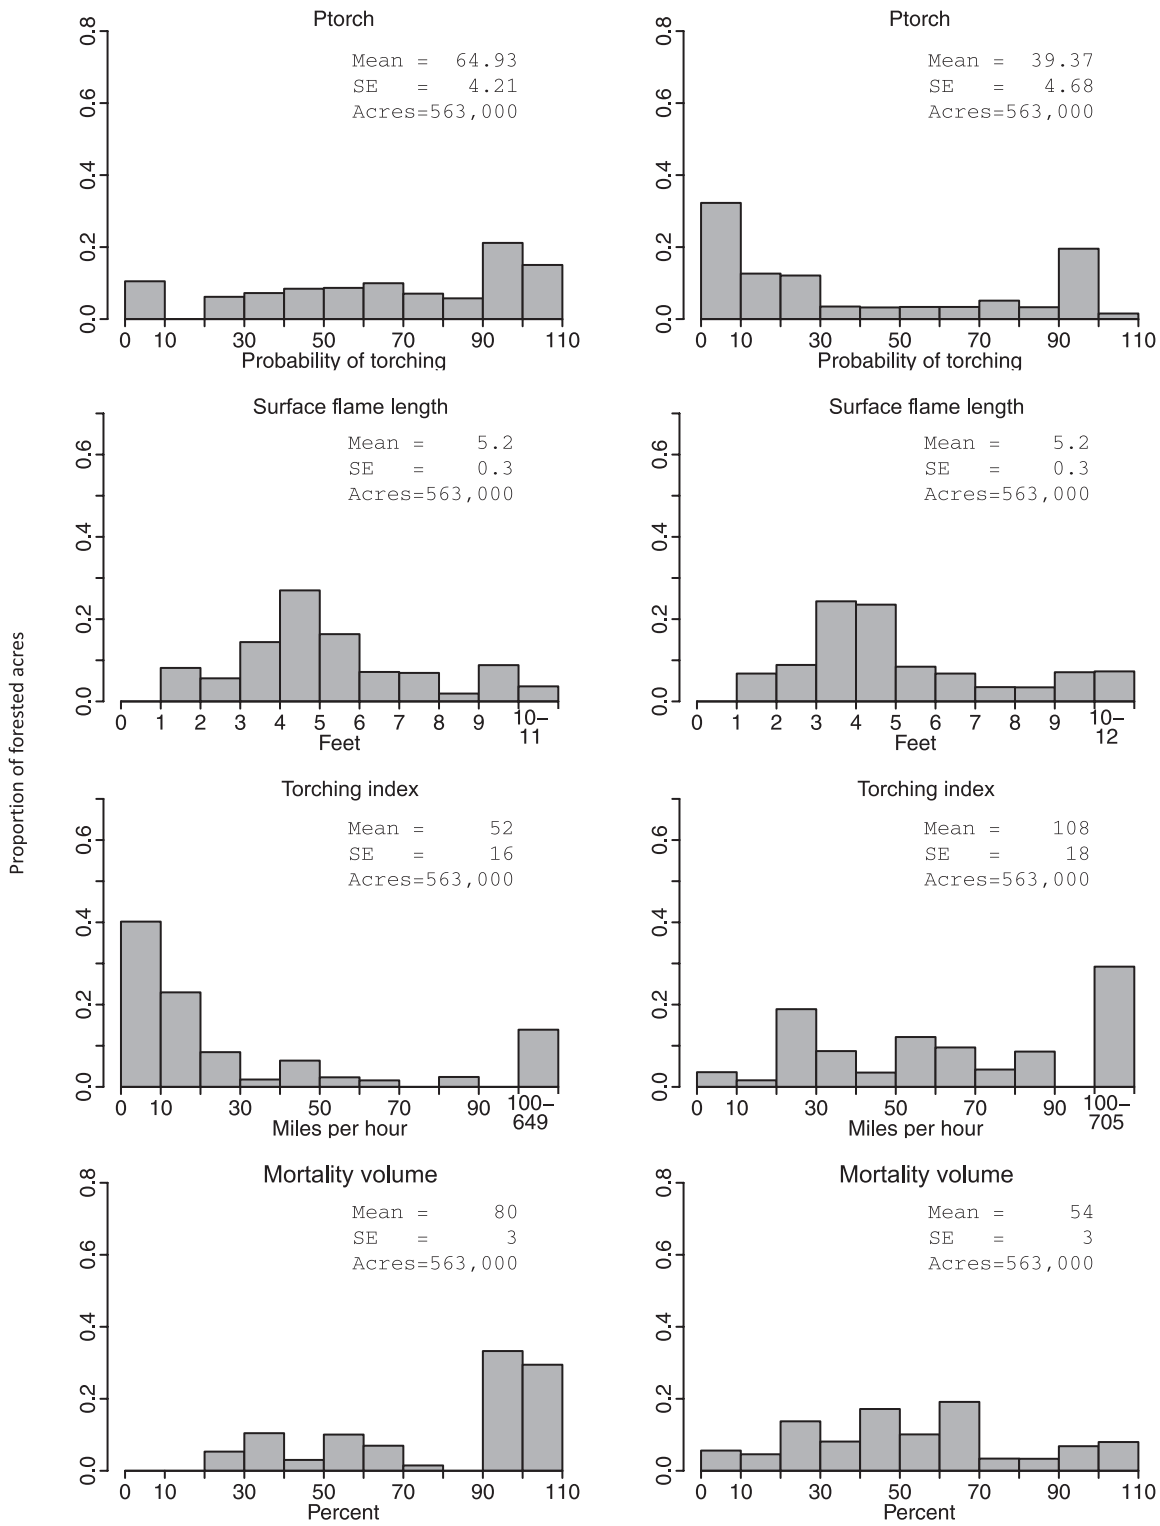 Proportion of forested acres
Ptorch
Mean = 64.93
SE = 4.21
Acres=563,000
0.8
0.6
0.4
0.2
0.0
0 10 30 50 70 90 110
Probability of torching
Ptorch
Mean = 39.37
SE = 4.68
Acres=563,000
0.8
0.6
0.4
0.2
0.0
0 10 30 50 70 90 110
Probability of torching
Surface flame length
Mean = 5.2
SE = 0.3
Acres=563,000
0.6
0.4
0.2
0.0
0 1 2 3 4 5 6 7 8 9 10–
11
Feet
Surface flame length
Mean = 5.2
SE = 0.3
Acres=563,000
0.6
0.4
0.2
0.0
0 1 2 3 4 5 6 7 8 9 10–
12
Feet
Torching index
Mean = 52
SE = 16
Acres=563,000
0.6
0.4
0.2
0.0
0 10 30 50 70 90 100–
649
Miles per hour
Torching index
Mean = 108
SE = 18
Acres=563,000
0.6
0.4
0.2
0.0
0 10 30 50 70 90 100–
705
Miles per hour
Mortality volume
Mean = 80
SE = 3
Acres=563,000
0.8
0.6
0.4
0.2
0.0
0 10 30 50 70 90 110
Percent
Mortality volume
Mean = 54
SE = 3
Acres=563,000
0.8
0.6
0.4
0.2
0.0
0 10 30 50 70 90 110
Percent